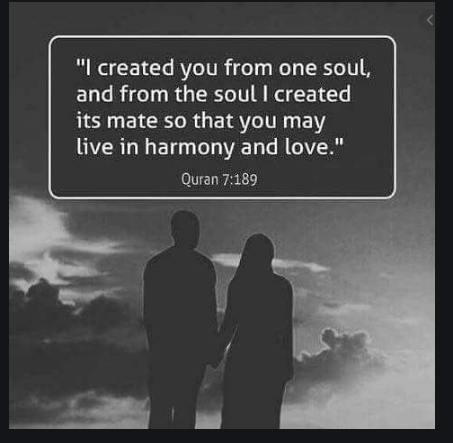 "I created you from one soul,
and from the soul I created
its mate so that you may
live in harmony and love."
Quran 7:189